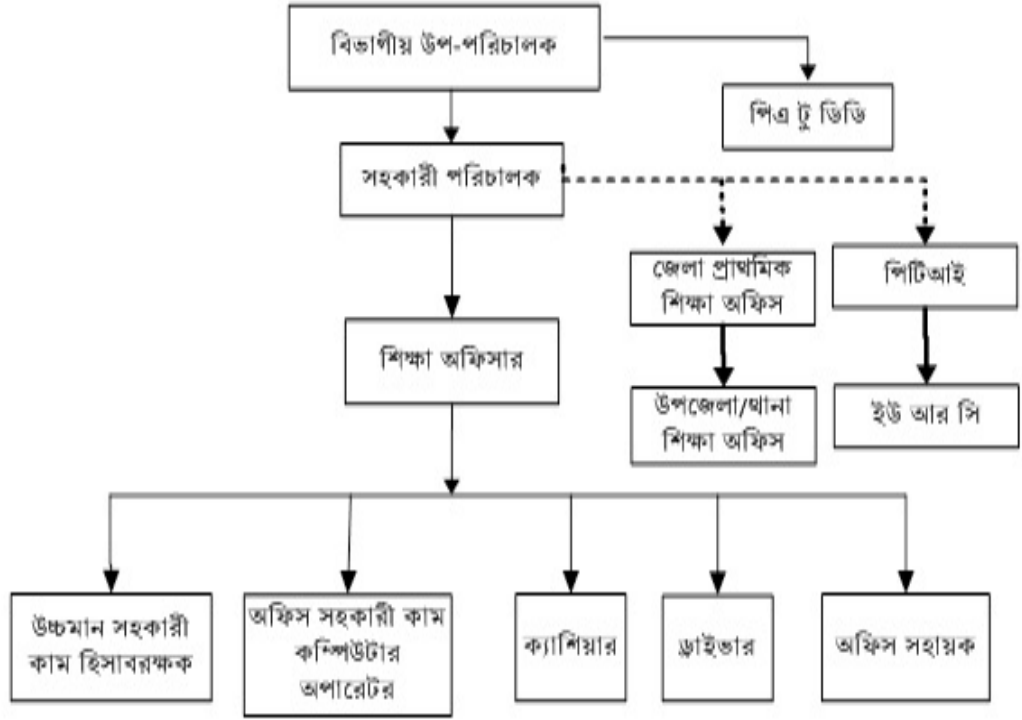 বিভাগীয় উপ-পরিচালক
পিএ টু ডিডি
সহকারী পরিচালক
জেলা প্রাথমিক
শিক্ষা অফিস
পিটিআই
শিক্ষা অফিসার
উপজেলা/থানা
শিক্ষা অফিস
ইউ আর সি
উচ্চমান সহকারী
কাম হিসাবরক্ষক
অফিস সহকারী কাম
কম্পিউটার
অপারেটর
ক্যাশিয়ার
ড্রাইভার
অফিস সহায়ক